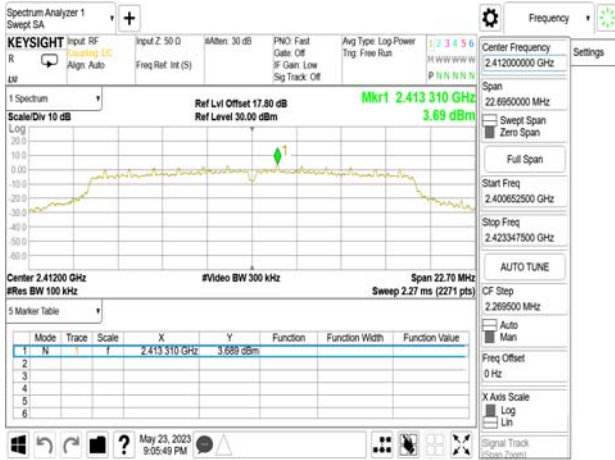 Spectrum Analyzer 1
Swept SA
+
Frequency
KEYSIGHT
R
Input: RF
Coupling: DC
Align: Auto
Input Z: 50 Ω
Freq Ref: Int (S)
#Atten: 30 dB
PNO: Fast
Gate: Off
IF Gain: Low
Sig Track: Off
Avg Type: Log-Power
Trig: Free Run
1 2 3 4 5 6
M W W W W W
P N N N N N
1 Spectrum
Scale/Div 10 dB
Ref Lvl Offset 17.80 dB
Ref Level 30.00 dBm
Mkr1 2.413 310 GHz
3.69 dBm
Log
20.0
10.0
0.00
-10.0
-20.0
-30.0
-40.0
-50.0
-60.0
1
Center 2.41200 GHz
#Res BW 100 kHz
#Video BW 300 kHz
Span 22.70 MHz
Sweep 2.27 ms (2271 pts)
5 Marker Table
Mode Trace Scale X Y Function Function Width Function Value
1 N 1 f 2.413 310 GHz 3.689 dBm
2
3
4
5
6
?
May 23, 2023
9:05:49 PM
Center Frequency
2.412000000 GHz
Settings
Span
22.6950000 MHz
Swept Span
Zero Span
Full Span
Start Freq
2.400652500 GHz
Stop Freq
2.423347500 GHz
AUTO TUNE
CF Step
2.269500 MHz
Auto
Man
Freq Offset
0 Hz
X Axis Scale
Log
Lin
Signal Track
(Span Zoom)